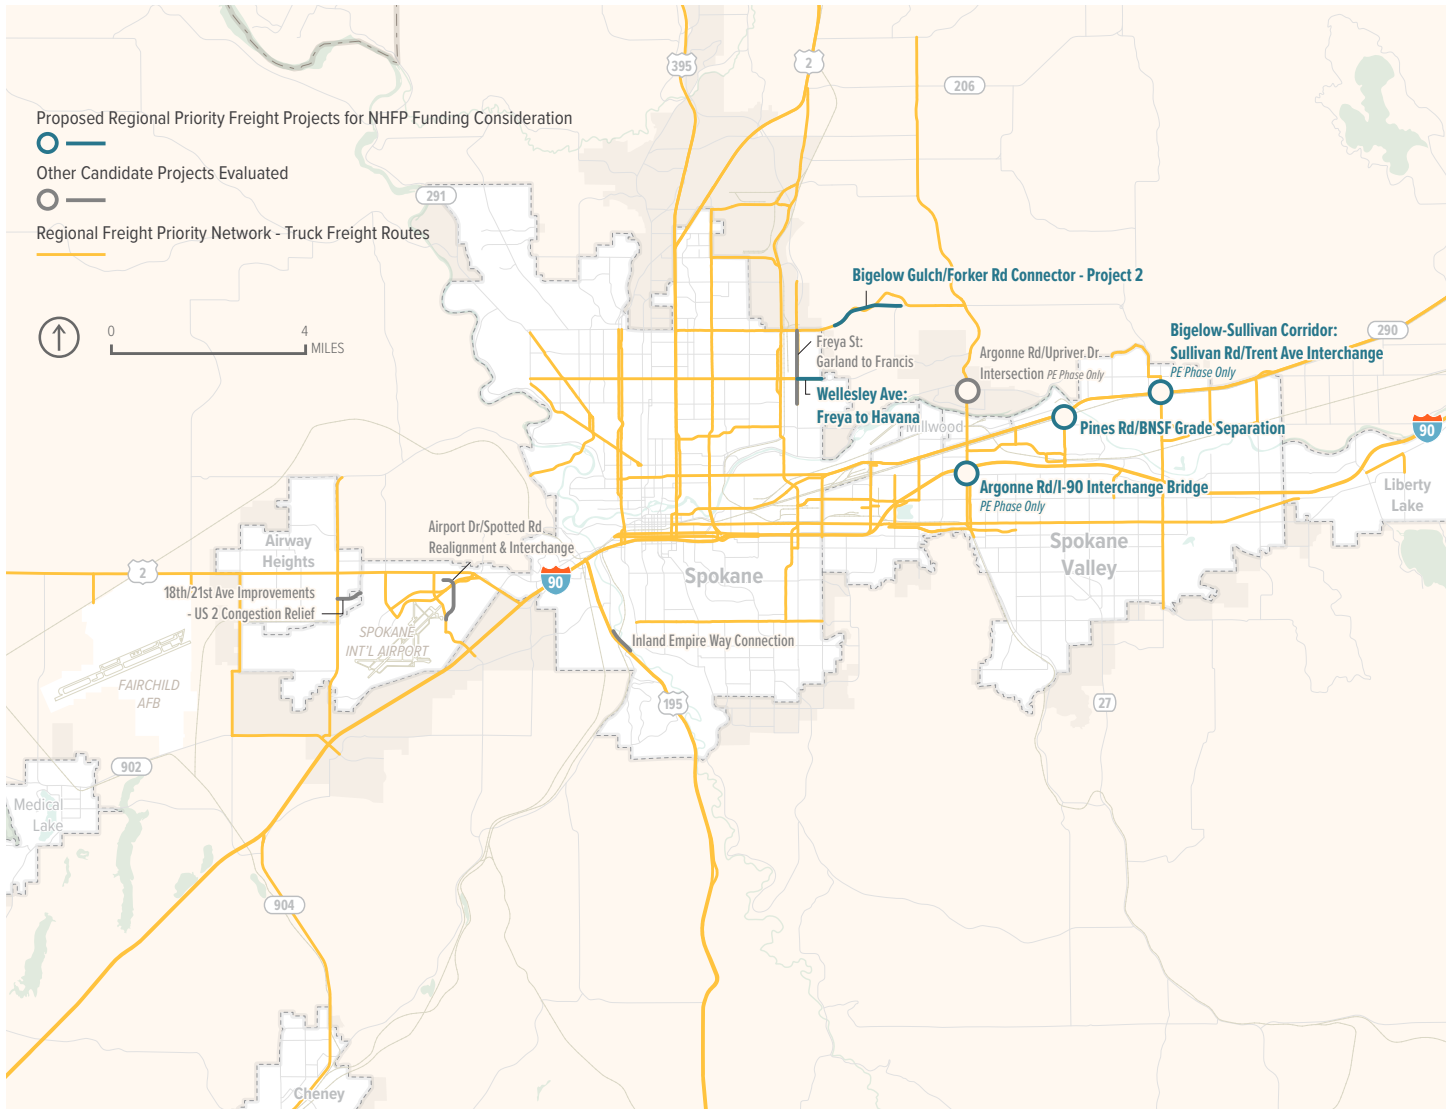 395
2
206
Proposed Regional Priority Freight Projects for NHFP Funding Consideration
Other Candidate Projects Evaluated
291
Regional Freight Priority Network - Truck Freight Routes
0
4
MILES
Bigelow Gulch/Forker Rd Connector - Project 2
Freya St:
Garland to Francis
Argonne Rd/Upriver Dr
Intersection PE Phase Only
Bigelow-Sullivan Corridor:
Sullivan Rd/Trent Ave Interchange
PE Phase Only
290
Wellesley Ave:
Freya to Havana
Millwood
Pines Rd/BNSF Grade Separation
90
Argonne Rd/I-90 Interchange Bridge
PE Phase Only
Liberty
Lake
Airport Dr/Spotted Rd
Realignment & Interchange
Airway
Heights
Spokane
Valley
2
90
Spokane
18th/21st Ave Improvements
- US 2 Congestion Relief
SPOKANE
INT'L AIRPORT
Inland Empire Way Connection
FAIRCHILD
AFB
195
27
902
Medical
Lake
904
Cheney